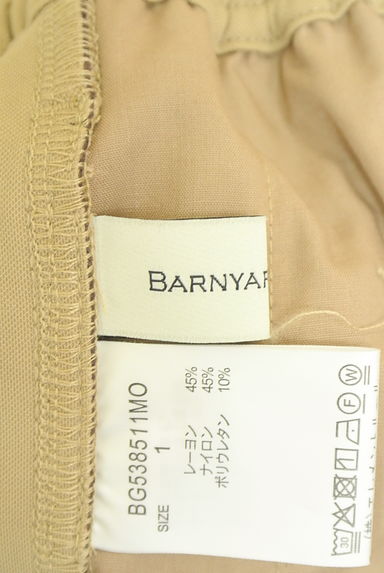 BARNYAR
BG538511MO
1
SIZE
レーヨン 45%
ナイロン 45%
ポリウレタン 10%
30
W
F